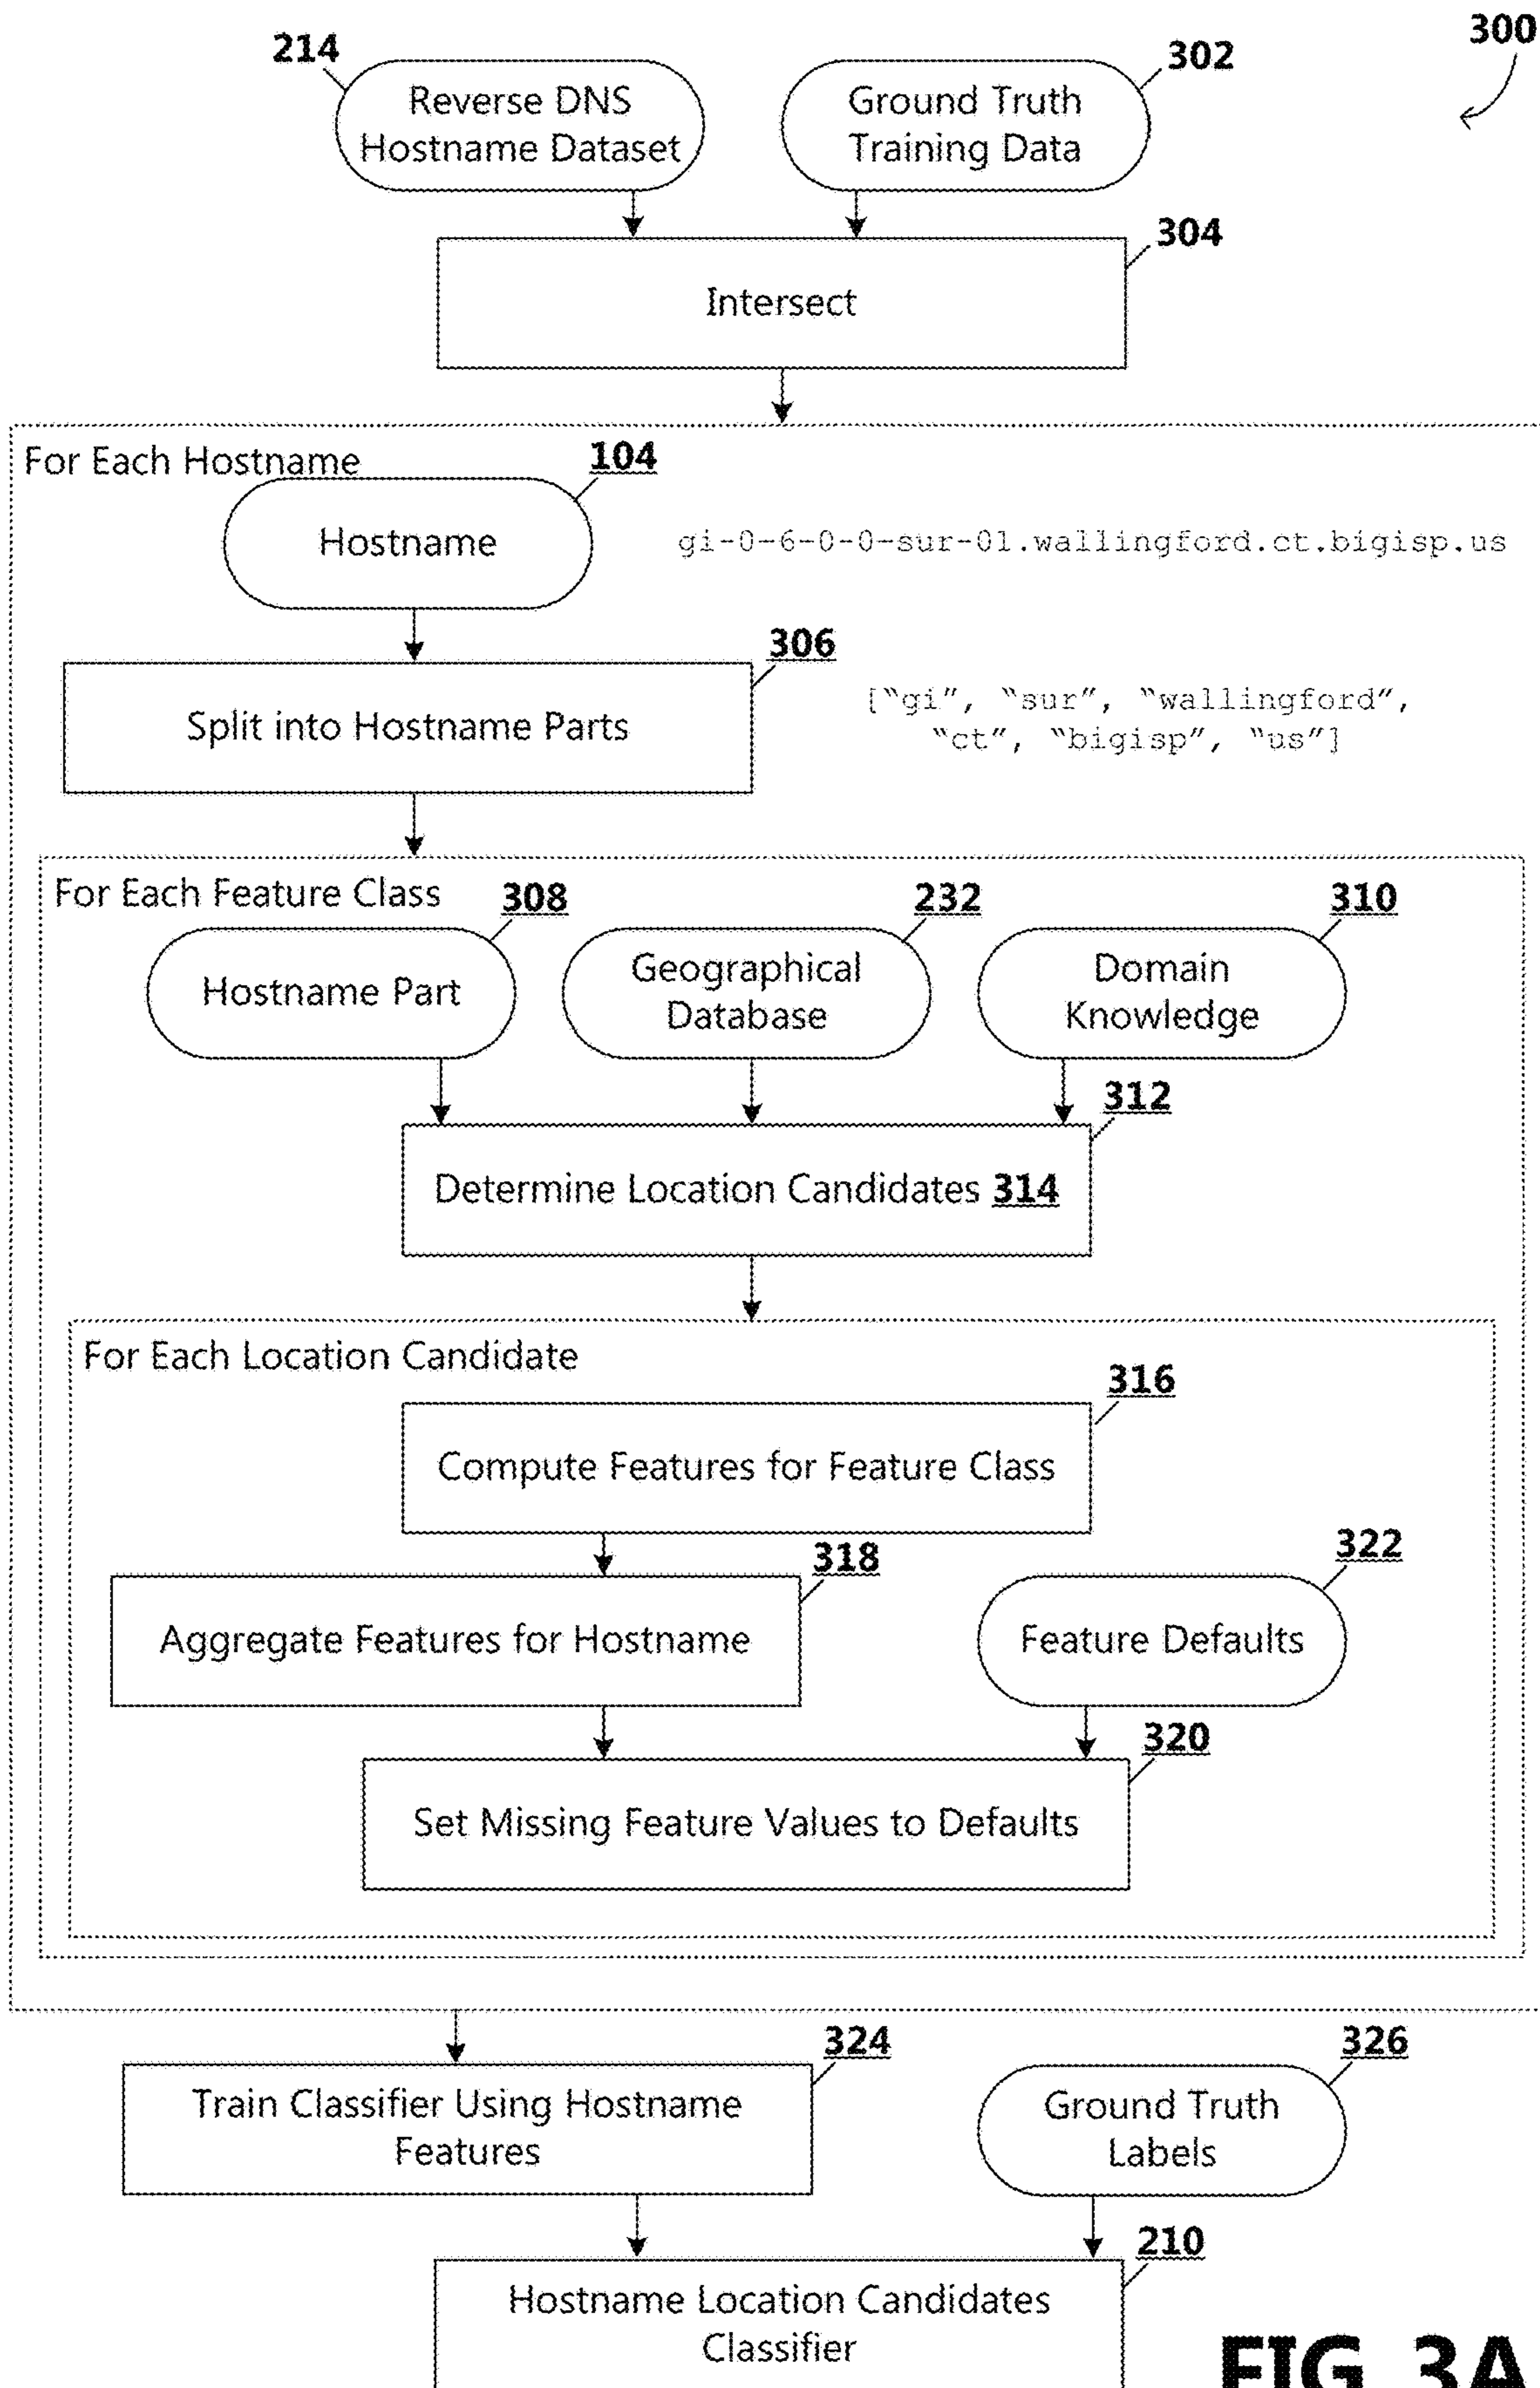 300
214
302
Reverse DNS
Hostname Dataset
Ground Truth
Training Data
304
Intersect
For Each Hostname
104
Hostname
gi-0-6-0-0-sur-01.wallingford.ct.bigisp.us
306
Split into Hostname Parts
[“gi”, “sur”, “wallingford”,
“ct”, “bigisp”, “us”]
For Each Feature Class
308
232
310
Hostname Part
Geographical
Database
Domain
Knowledge
312
Determine Location Candidates 314
For Each Location Candidate
316
Compute Features for Feature Class
318
322
Aggregate Features for Hostname
Feature Defaults
320
Set Missing Feature Values to Defaults
324
326
Train Classifier Using Hostname
Features
Ground Truth
Labels
210
Hostname Location Candidates
Classifier
FIG. 3A